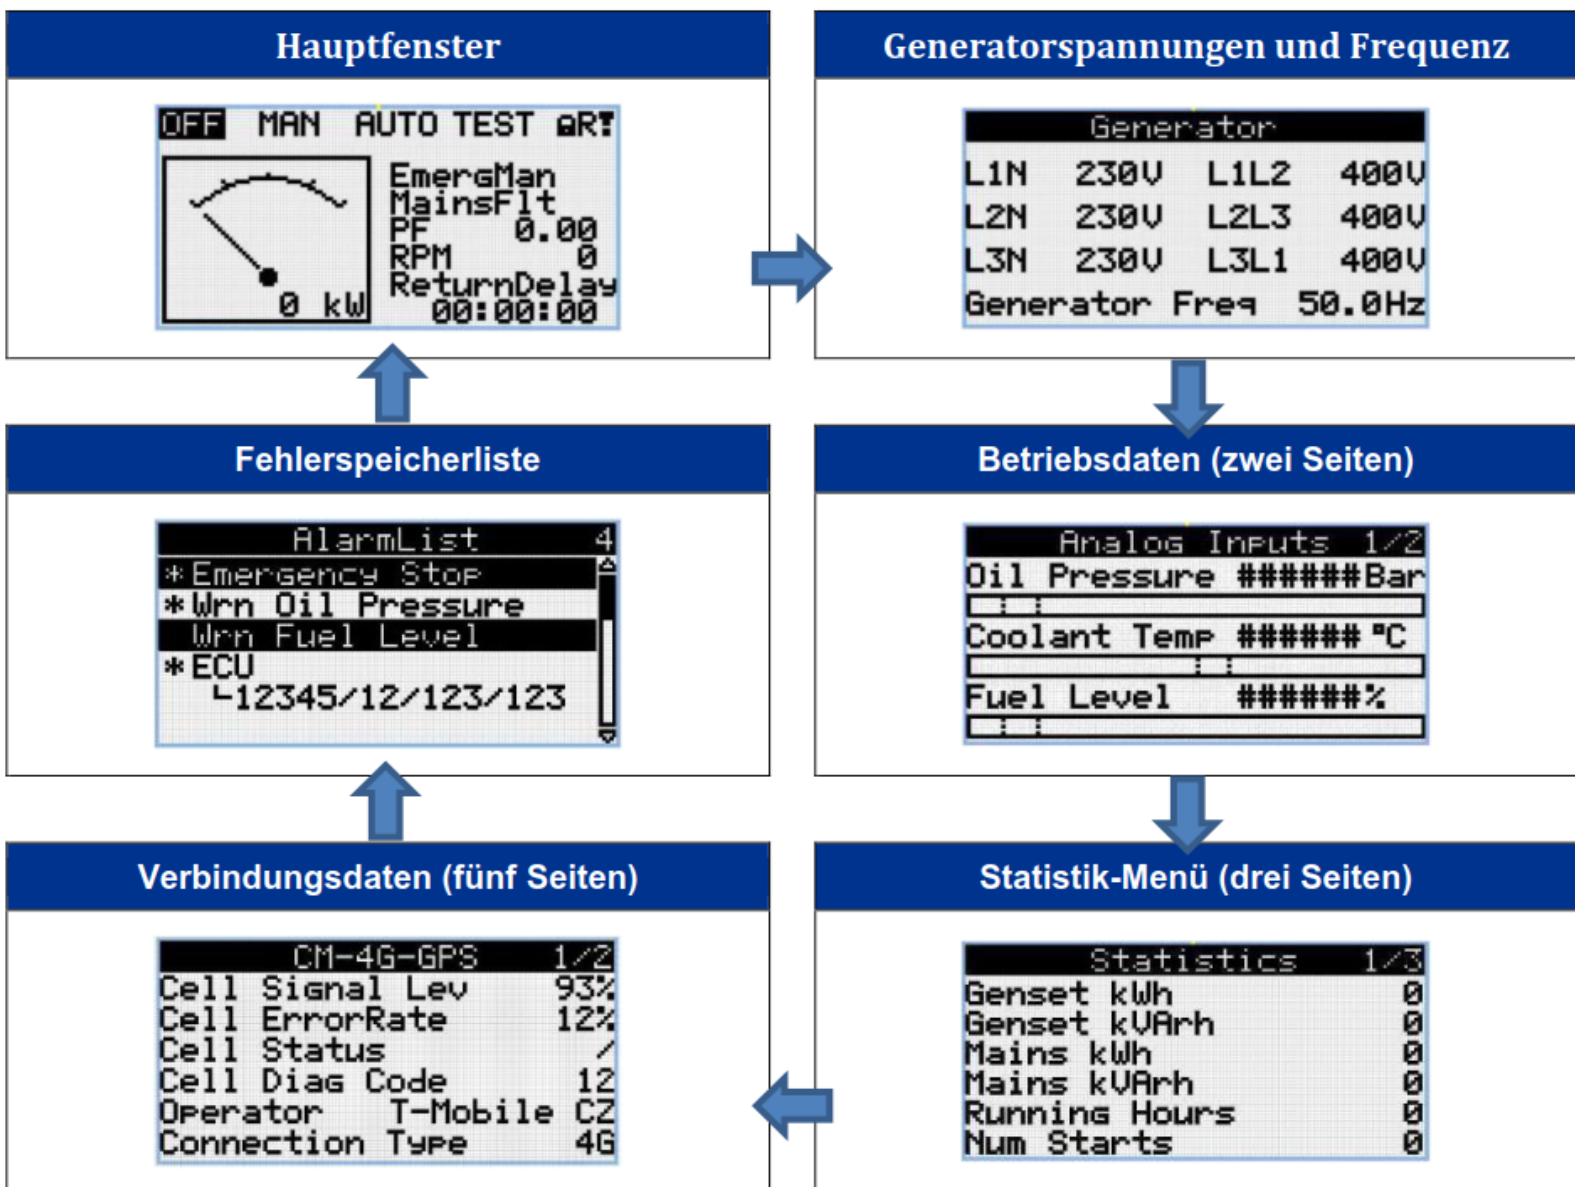 Hauptfenster
OFF MAN AUTO TEST R!
EmergMan
MainsFlt
PF 0.00
RPM 0
ReturnDelay
00:00:00
0 kW
Generatorspannungen und Frequenz
Generator
L1N 230V L1L2 400V
L2N 230V L2L3 400V
L3N 230V L3L1 400V
Generator Freq 50.0Hz
Fehlerspeicherliste
AlarmList 4
*Emergency Stop
*Wrn Oil Pressure
Wrn Fuel Level
*ECU
12345/12/123/123
Betriebsdaten (zwei Seiten)
Analog Inputs 1/2
Oil Pressure ######Bar
Coolant Temp ###### °C
Fuel Level ######%
Verbindungsdaten (fünf Seiten)
CM-4G-GPS 1/2
Cell Signal Lev 93%
Cell ErrorRate 12%
Cell Status /
Cell Diag Code 12
Operator T-Mobile CZ
Connection Type 4G
Statistik-Menü (drei Seiten)
Statistics 1/3
Genset kWh 0
Genset kVArh 0
Mains kWh 0
Mains kVArh 0
Running Hours 0
Num Starts 0